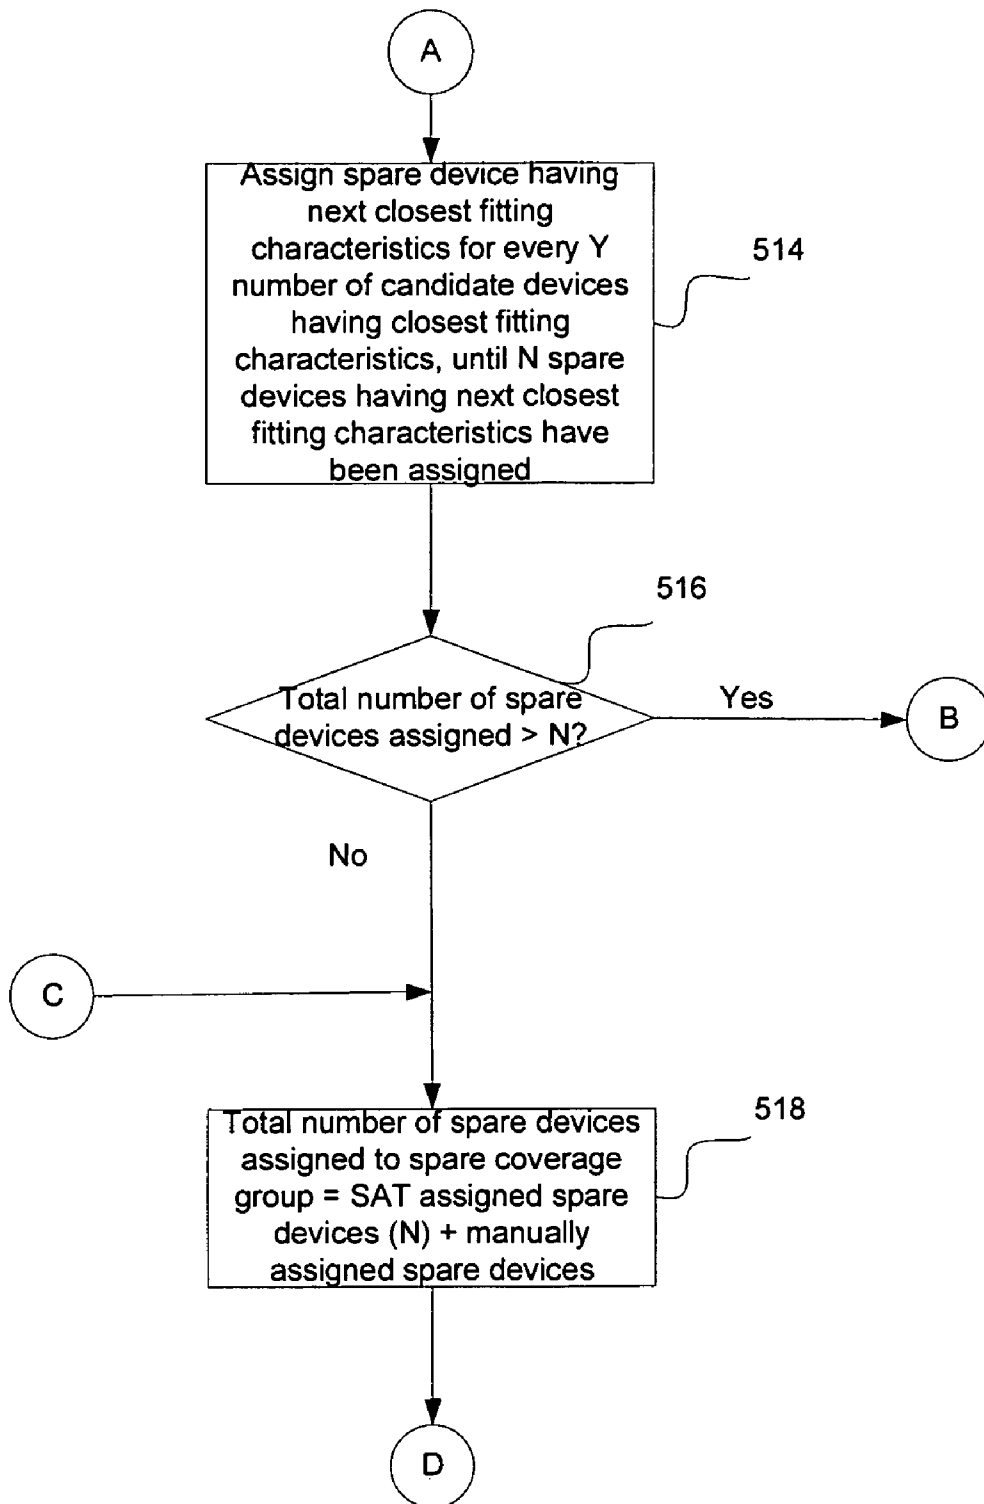 A
Assign spare device having
next closest fitting
characteristics for every Y
number of candidate devices
having closest fitting
characteristics, until N spare
devices having next closest
fitting characteristics have
been assigned
514
516
Total number of spare
devices assigned > N?
Yes
B
No
C
Total number of spare devices
assigned to spare coverage
group = SAT assigned spare
devices (N) + manually
assigned spare devices
518
D